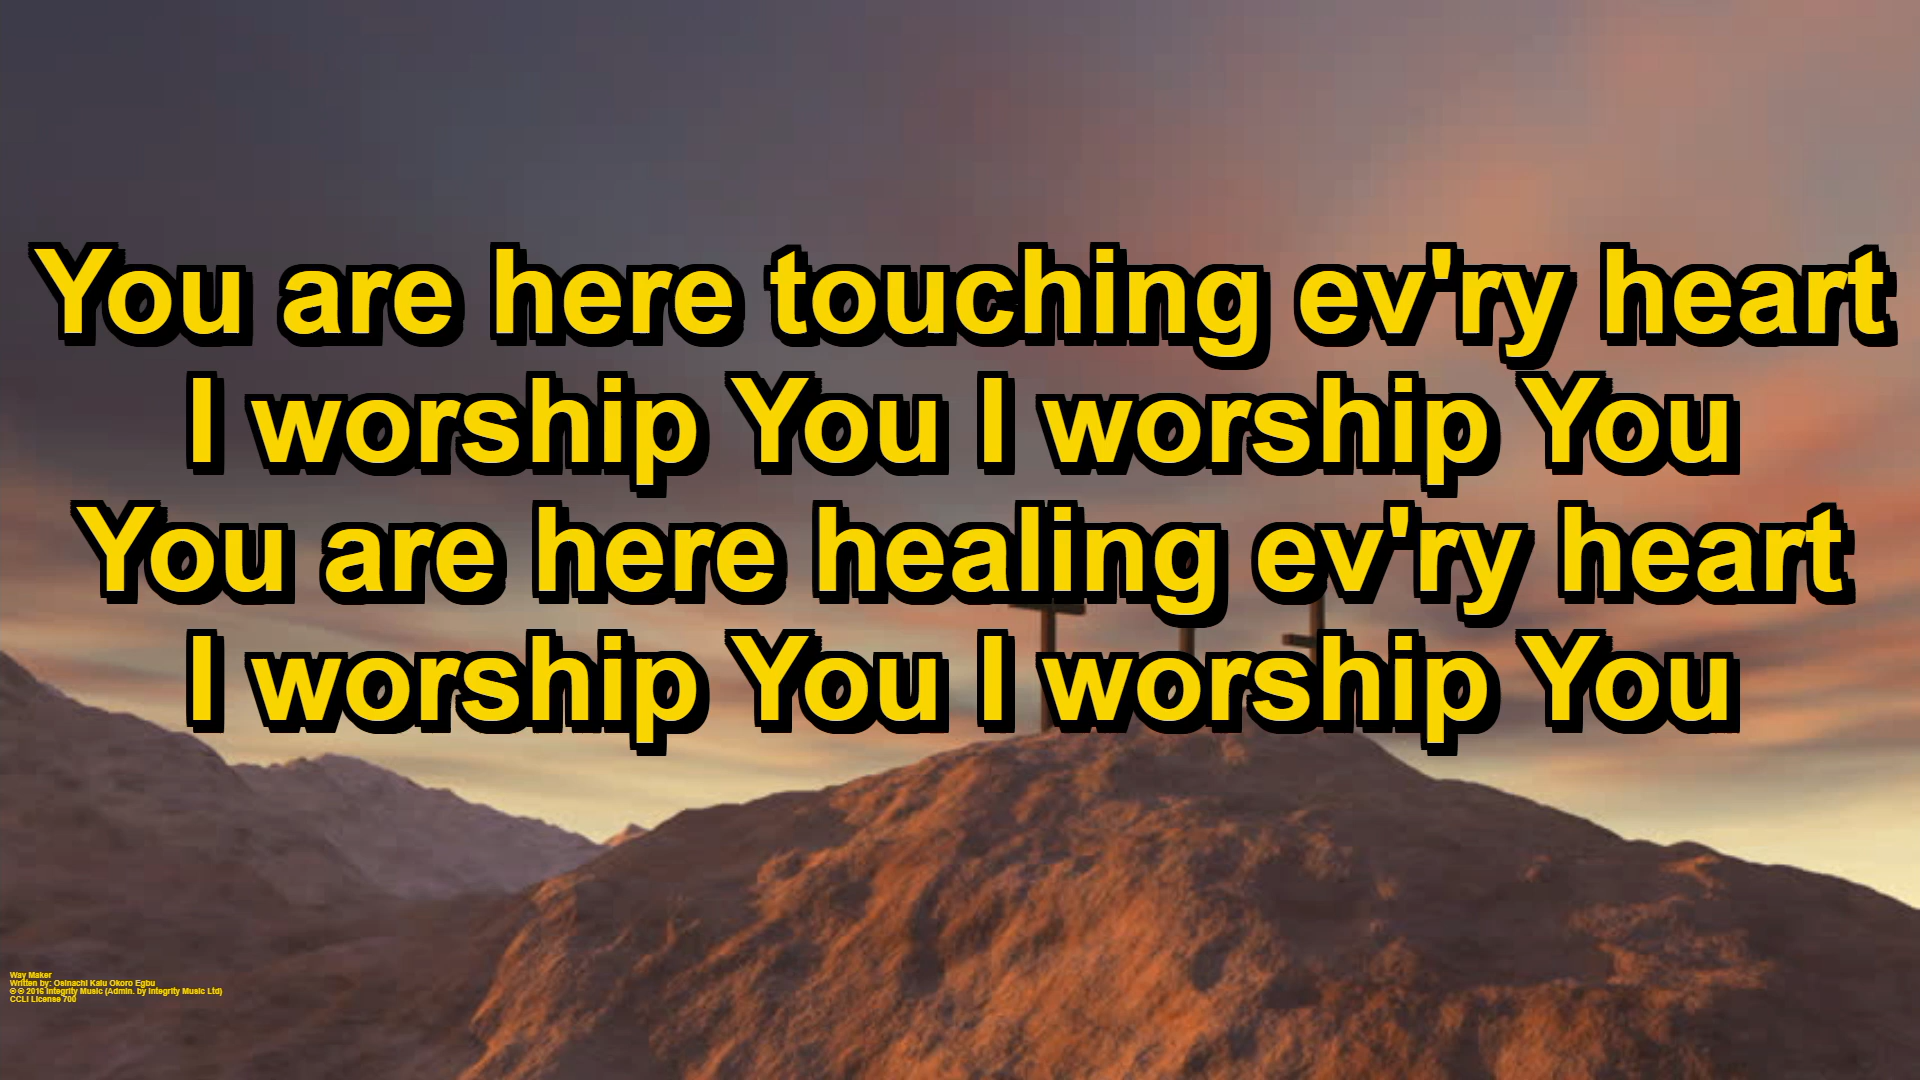 You are here touching ev'ry heart
I worship You I worship You
You are here healing ev'ry heart
I worship You I worship You
Way Maker
Written by: Osinachi Kalu Okoro Egbu
© ℗ 2016 Integrity Music (Admin. by Integrity Music Ltd)
CCLI License 700